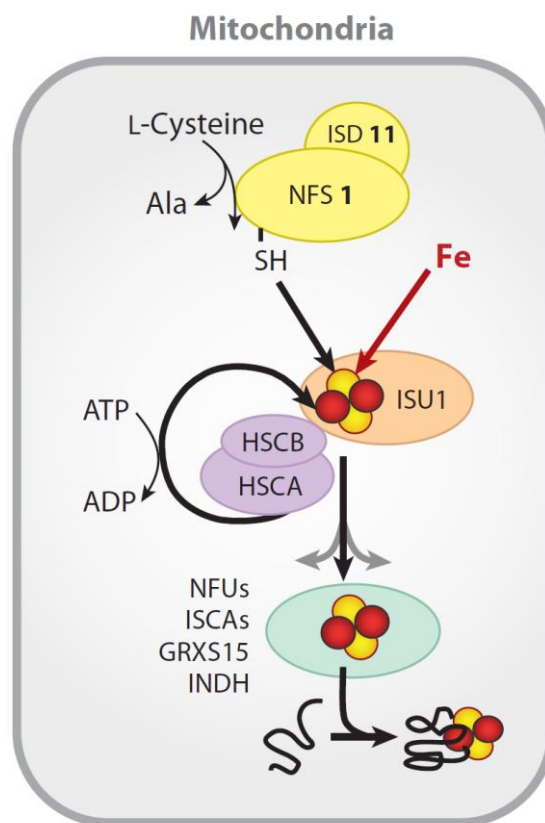 Mitochondria
L-Cysteine
ISD 11
Ala
NFS 1
SH
Fe
ATP
ISU1
HSCB
HSCA
ADP
NFUs
ISCAs
GRXS15
INDH